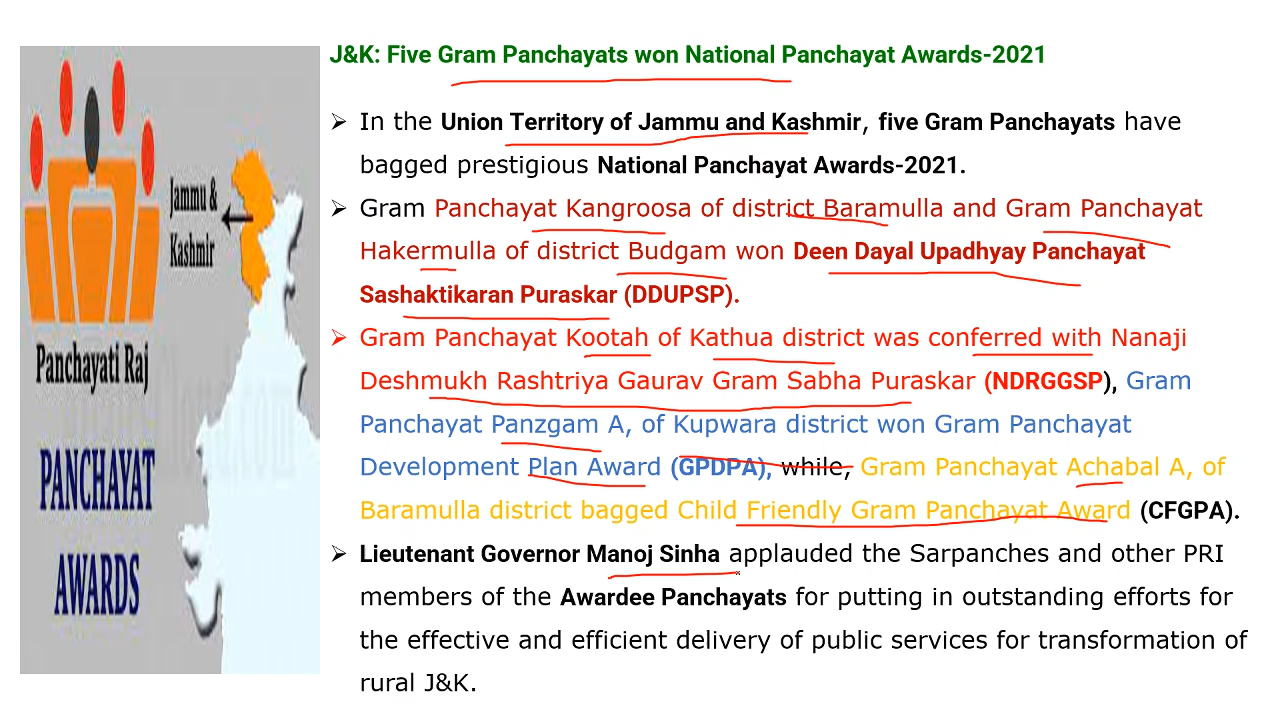 J&K: Five Gram Panchayats won National Panchayat Awards-2021
➢ In the Union Territory of Jammu and Kashmir, five Gram Panchayats have
bagged prestigious National Panchayat Awards-2021.
➢ Gram Panchayat Kangroosa of district Baramulla and Gram Panchayat
Hakermulla of district Budgam won Deen Dayal Upadhyay Panchayat
Sashaktikaran Puraskar (DDUPSP).
➢ Gram Panchayat Kootah of Kathua district was conferred with Nanaji
Deshmukh Rashtriya Gaurav Gram Sabha Puraskar (NDRGGSP), Gram
Panchayat Panzgam A, of Kupwara district won Gram Panchayat
Development Plan Award (GPDPA), while, Gram Panchayat Achabal A, of
Baramulla district bagged Child Friendly Gram Panchayat Award (CFGPA).
➢ Lieutenant Governor Manoj Sinha applauded the Sarpanches and other PRI
members of the Awardee Panchayats for putting in outstanding efforts for
the effective and efficient delivery of public services for transformation of
rural J&K.
Jammu &
Kashmir
Panchayati Raj
PANCHAYAT
AWARDS